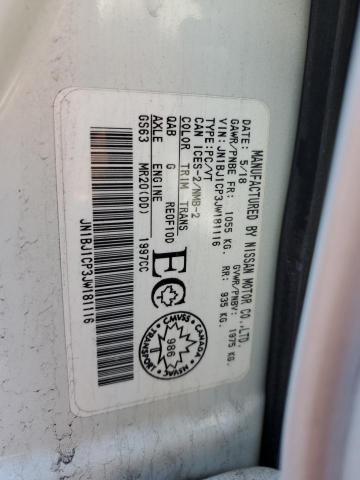 MANUFACTURED BY NISSAN MOTOR CO.,LTD.
DATE: 5/18 GVWR/PNBV: 1975 KG.
GAWR/PNBE FR: 1055 KG. RR: 935 KG.
VIN: JN1BJ1CP3JW181116
TYPE:PC/VT
CAN ICES-2/NMB-2
COLOR TRIM TRANS
QAB G RE0F10D
AXLE ENGINE
GS63 MR20(DD) 1997CC
JN1BJ1CP3JW181116
EC
CANADA
CMVSS
986
NSVAC
TRANSPORT